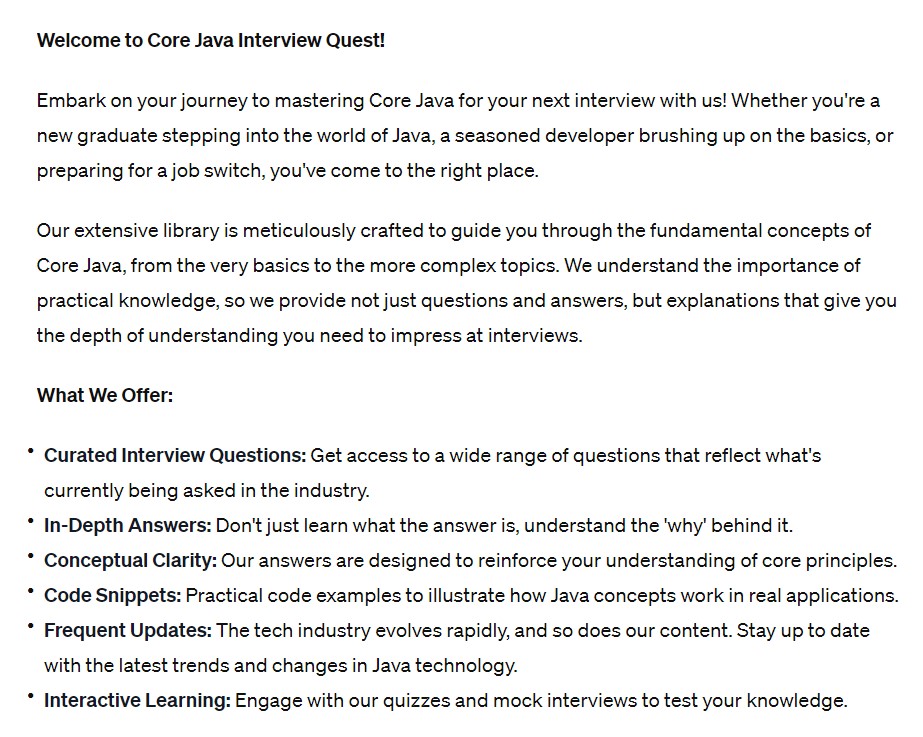 Welcome to Core Java Interview Quest!
Embark on your journey to mastering Core Java for your next interview with us! Whether you're a
new graduate stepping into the world of Java, a seasoned developer brushing up on the basics, or
preparing for a job switch, you've come to the right place.
Our extensive library is meticulously crafted to guide you through the fundamental concepts of
Core Java, from the very basics to the more complex topics. We understand the importance of
practical knowledge, so we provide not just questions and answers, but explanations that give you
the depth of understanding you need to impress at interviews.
What We Offer:
• Curated Interview Questions: Get access to a wide range of questions that reflect what's
currently being asked in the industry.
• In-Depth Answers: Don't just learn what the answer is, understand the 'why' behind it.
• Conceptual Clarity: Our answers are designed to reinforce your understanding of core principles.
• Code Snippets: Practical code examples to illustrate how Java concepts work in real applications.
• Frequent Updates: The tech industry evolves rapidly, and so does our content. Stay up to date
with the latest trends and changes in Java technology.
• Interactive Learning: Engage with our quizzes and mock interviews to test your knowledge.